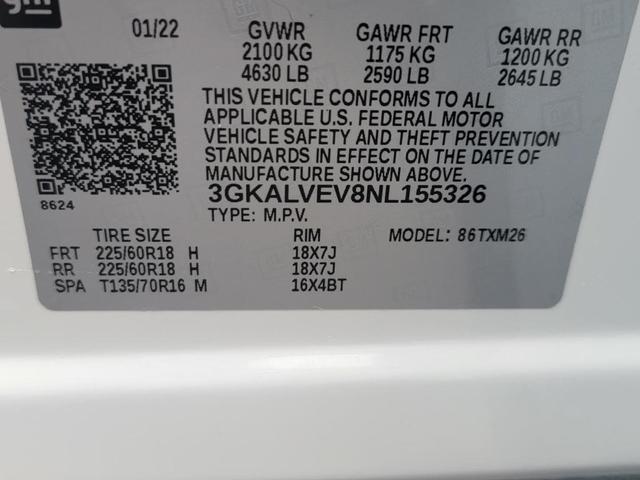 gm
01/22 GVWR GAWR FRT GAWR RR
2100 KG 1175 KG 1200 KG
4630 LB 2590 LB 2645 LB
THIS VEHICLE CONFORMS TO ALL
APPLICABLE U.S. FEDERAL MOTOR
VEHICLE SAFETY AND THEFT PREVENTION
STANDARDS IN EFFECT ON THE DATE OF
MANUFACTURE SHOWN ABOVE.
8624 3GKALVEV8NL155326
TYPE: M.P.V.
TIRE SIZE RIM MODEL: 86TXM26
FRT 225/60R18 H 18X7J
RR 225/60R18 H 18X7J
SPA T135/70R16 M 16X4BT